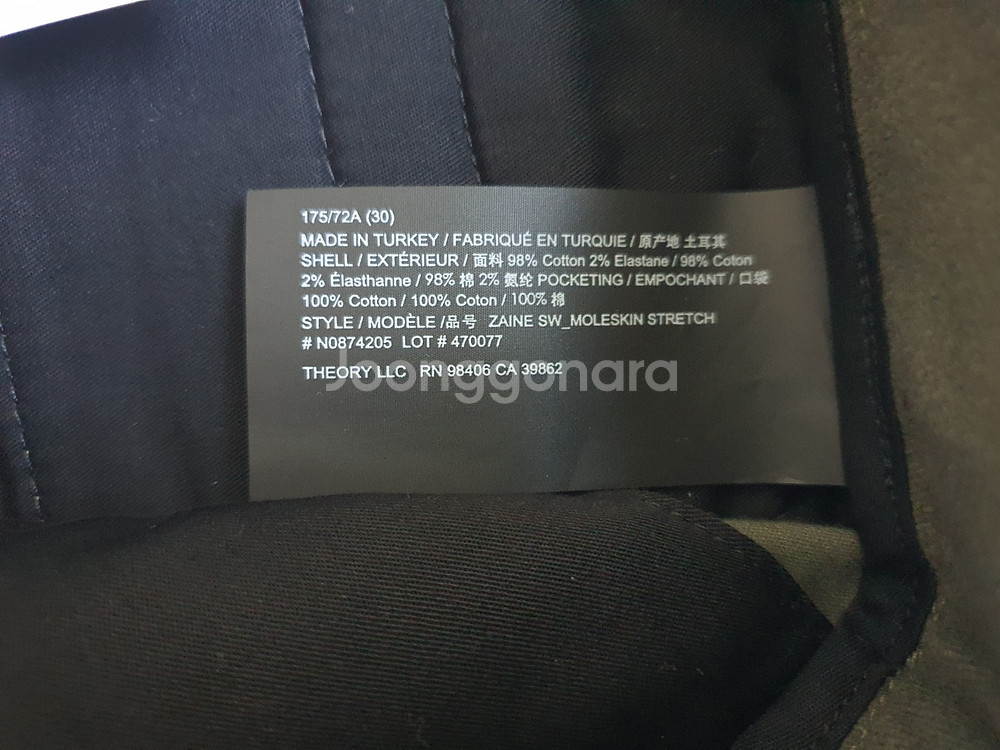 175/72A (30)
MADE IN TURKEY / FABRIQUÉ EN TURQUIE / 原产地 土耳其
SHELL / EXTÉRIEUR / 面料 98% Cotton 2% Elastane / 98% Coton
2% Élasthanne / 98% 棉 2% 氨纶 POCKETING / EMPOCHANT / 口袋
100% Cotton / 100% Coton / 100% 棉
STYLE / MODÈLE /品号 ZAINE SW_MOLESKIN STRETCH
# N0874205 LOT # 470077
THEORY LLC RN 98406 CA 39862
Joonggonara